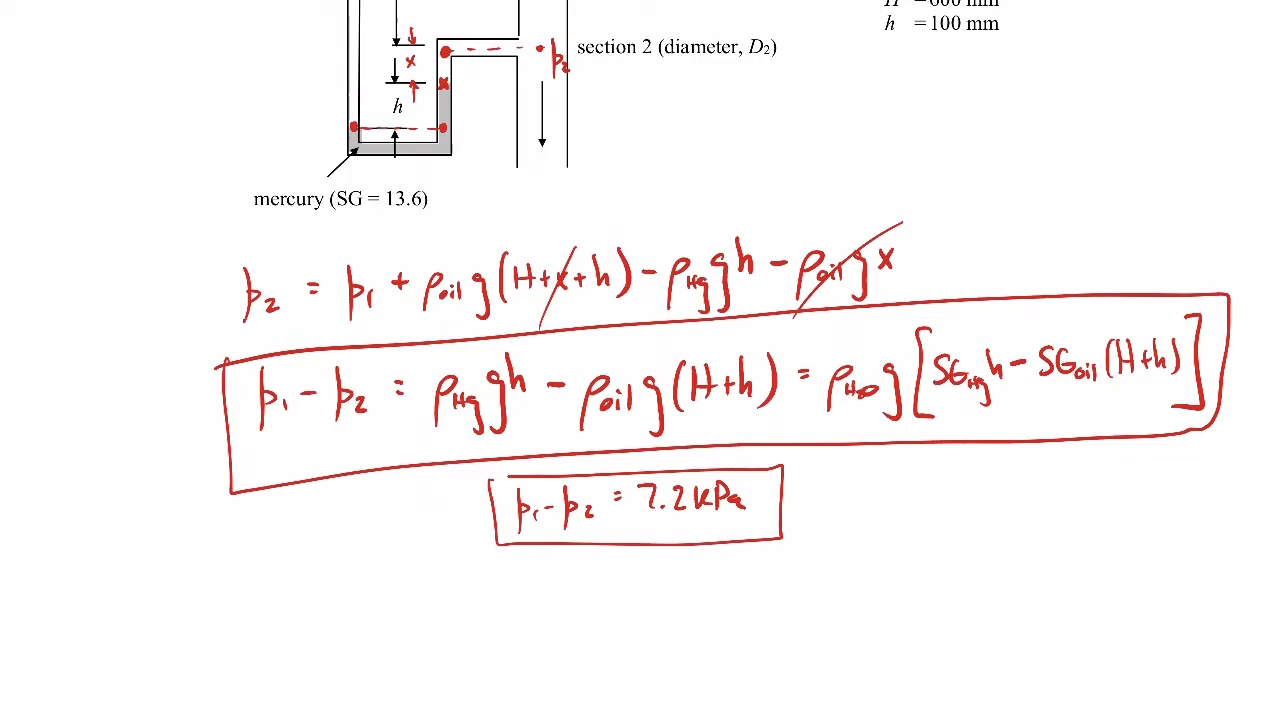 H = 600 mm
h = 100 mm
x
p₂ section 2 (diameter, D₂)
h
mercury (SG = 13.6)
p₂ = p₁ + ρoil g (H+x+h) − ρHg g h − ρoil g x
p₁ − p₂ = ρHg g h − ρoil g (H+h) = ρH₂O g [SGHg h − SGoil (H+h)]
p₁ − p₂ = 7.2 kPa